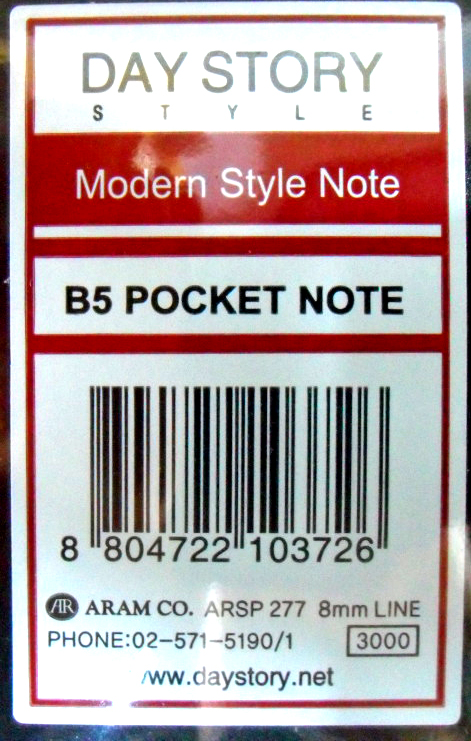 DAY STORY
STYLE
Modern Style Note
B5 POCKET NOTE
8 804722 103726
AR ARAM CO. ARSP 277 8mm LINE
PHONE:02-571-5190/1 3000
www.daystory.net